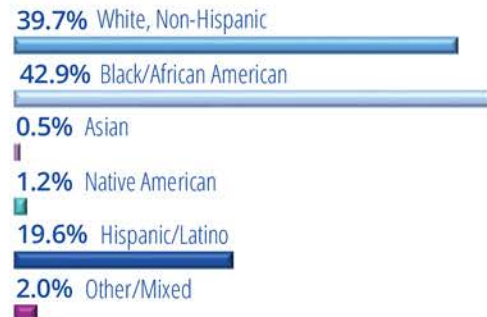 39.7% White, Non-Hispanic
42.9% Black/African American
0.5% Asian
1.2% Native American
19.6% Hispanic/Latino
2.0% Other/Mixed